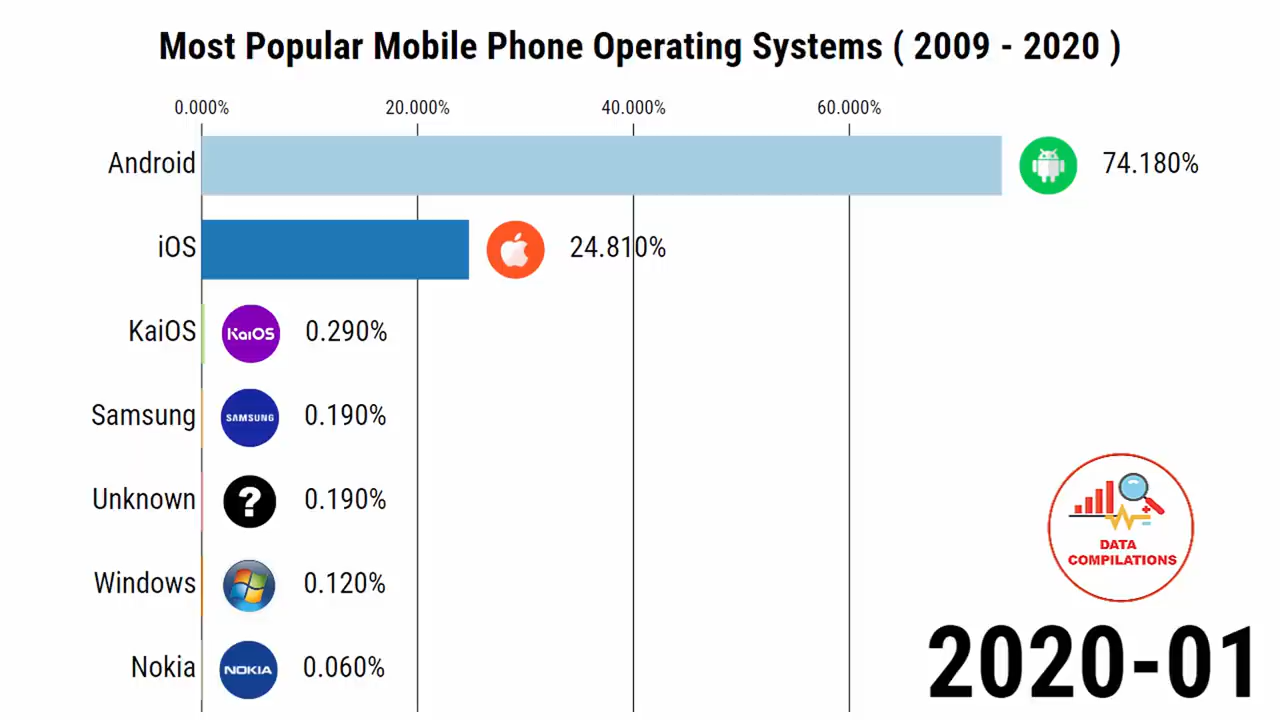 Most Popular Mobile Phone Operating Systems ( 2009 - 2020 )
0.000% 20.000% 40.000% 60.000%
Android 74.180%
iOS 24.810%
KaiOS KaiOS 0.290%
Samsung SAMSUNG 0.190%
Unknown ? 0.190%
Windows 0.120%
Nokia NOKIA 0.060%
DATA
COMPILATIONS
2020-01